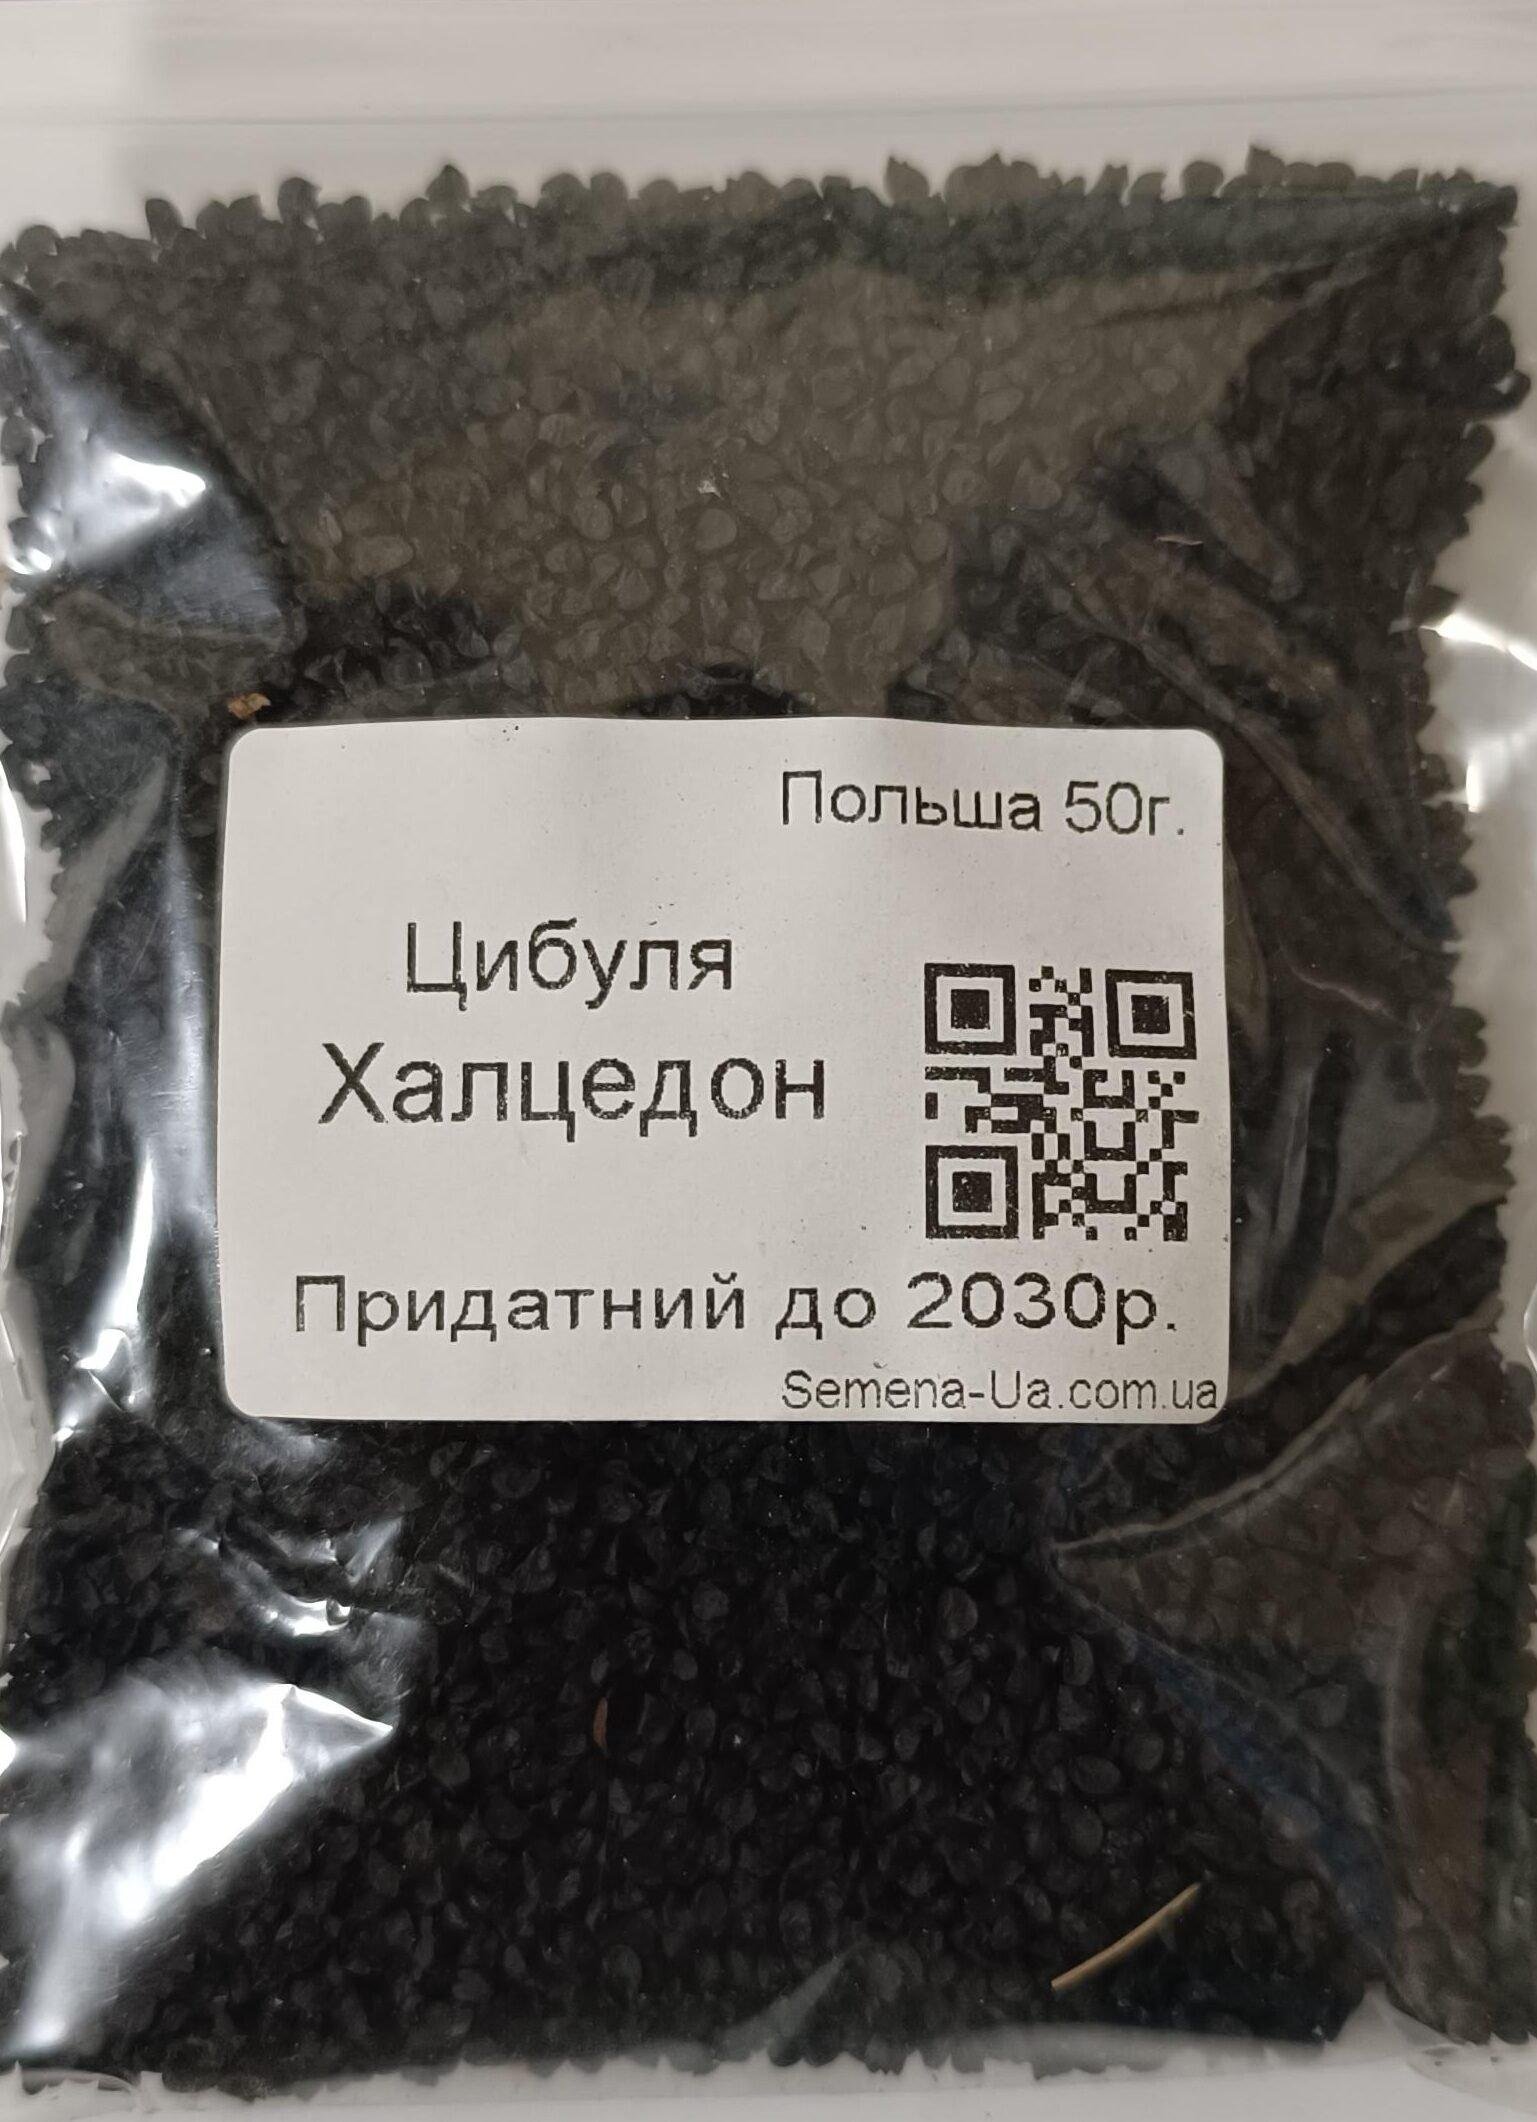 Польша 50г.
Цибуля
Халцедон
Придатний до 2030р.
Semena-Ua.com.ua